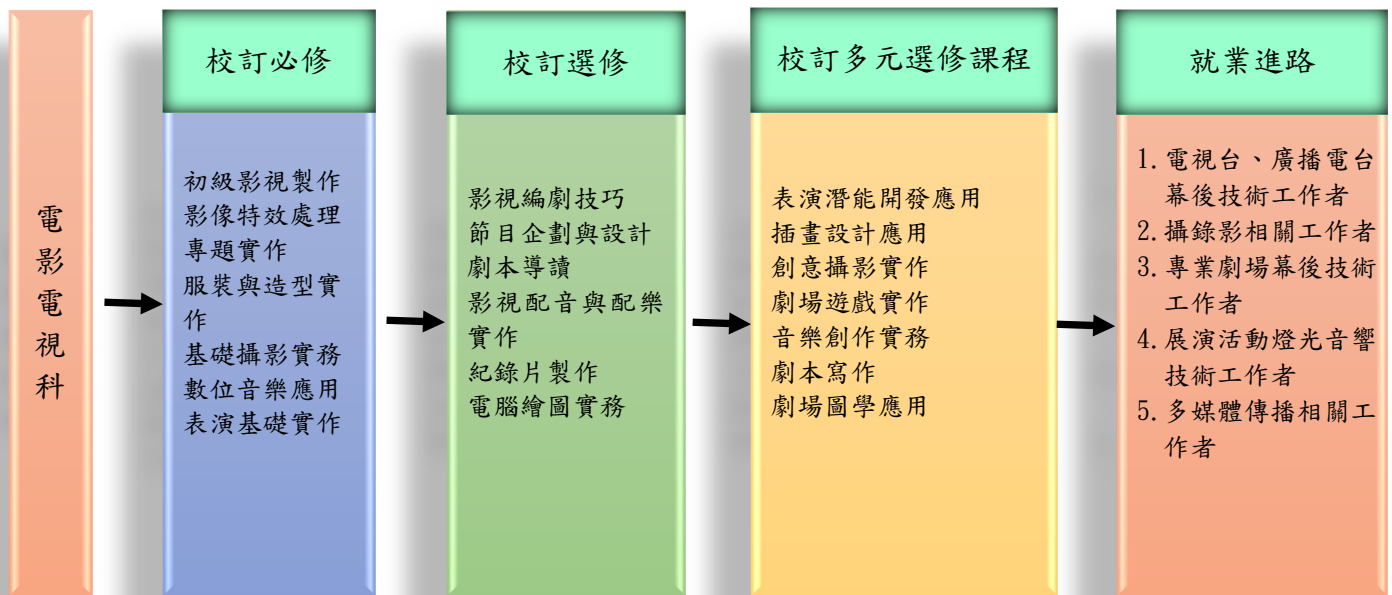 電影電視科
校訂必修
初級影視製作
影像特效處理
專題實作
服裝與造型實
作
基礎攝影實務
數位音樂應用
表演基礎實作
校訂選修
影視編劇技巧
節目企劃與設計
劇本導讀
影視配音與配樂
實作
紀錄片製作
電腦繪圖實務
校訂多元選修課程
表演潛能開發應用
插畫設計應用
創意攝影實作
劇場遊戲實作
音樂創作實務
劇本寫作
劇場圖學應用
就業進路
1. 電視台、廣播電台
幕後技術工作者
2. 攝錄影相關工作者
3. 專業劇場幕後技術
工作者
4. 展演活動燈光音響
技術工作者
5. 多媒體傳播相關工
作者